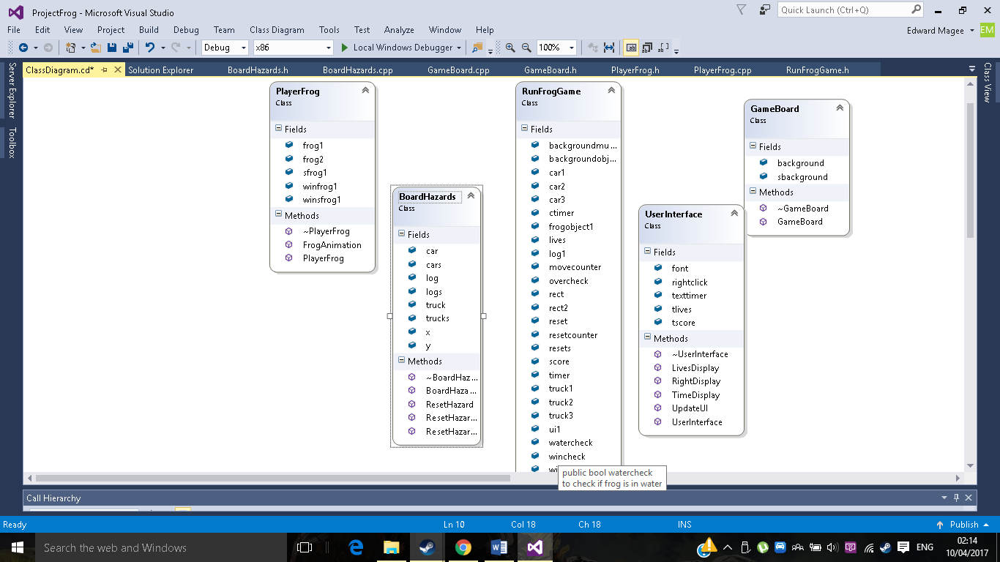 ProjectFrog - Microsoft Visual Studio
Quick Launch (Ctrl+Q)
File Edit View Project Build Debug Team Class Diagram Tools Test Analyze Window Help
Edward Magee EM
Debug x86 Local Windows Debugger 100%
Server Explorer
Toolbox
Class View
ClassDiagram.cd* Solution Explorer BoardHazards.h BoardHazards.cpp GameBoard.cpp GameBoard.h PlayerFrog.h PlayerFrog.cpp RunFrogGame.h
PlayerFrog
Class
Fields
frog1
frog2
sfrog1
winfrog1
winsfrog1
Methods
~PlayerFrog
FrogAnimation
PlayerFrog
BoardHazards
Class
Fields
car
cars
log
logs
truck
trucks
x
y
Methods
~BoardHaz...
BoardHaza...
ResetHazard
ResetHazar...
ResetHazar...
RunFrogGame
Class
Fields
backgroundmu...
backgroundobj...
car1
car2
car3
ctimer
frogobject1
lives
log1
movecounter
overcheck
rect
rect2
reset
resetcounter
resets
score
timer
truck1
truck2
truck3
ui1
watercheck
wincheck
public bool watercheck
to check if frog is in water
UserInterface
Class
Fields
font
rightclick
texttimer
tlives
tscore
Methods
~UserInterface
LivesDisplay
RightDisplay
TimeDisplay
UpdateUI
UserInterface
GameBoard
Class
Fields
background
sbackground
Methods
~GameBoard
GameBoard
Call Hierarchy
Ready Ln 10 Col 18 Ch 18 INS Publish
Search the web and Windows
ENG
02:14
10/04/2017